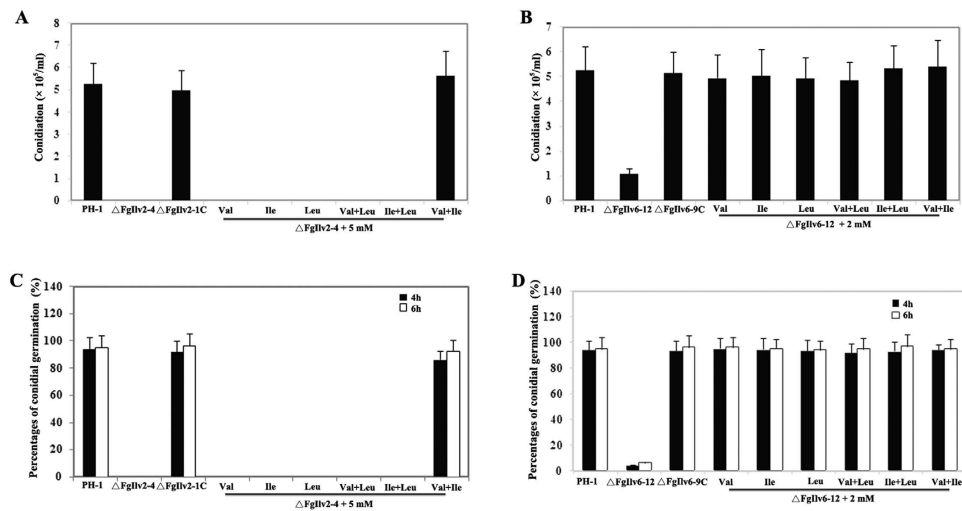 A
Conidiation (× 10⁵/ml)
8
7
6
5
4
3
2
1
0
PH-1 △FgIlv2-4 △FgIlv2-1C Val Ile Leu Val+Leu Ile+Leu Val+Ile
△FgIlv2-4 + 5 mM
B
Conidiation (× 10⁵/ml)
7
6
5
4
3
2
1
0
PH-1 △FgIlv6-12 △FgIlv6-9C Val Ile Leu Val+Leu Ile+Leu Val+Ile
△FgIlv6-12 + 2 mM
C
Percentages of conidial germination (%)
140
120
100
80
60
40
20
0
4h
6h
PH-1 △FgIlv2-4 △FgIlv2-1C Val Ile Leu Val+Leu Ile+Leu Val+Ile
△FgIlv2-4 + 5 mM
D
Percentages of conidial germination (%)
140
120
100
80
60
40
20
0
4h
6h
PH-1 △FgIlv6-12 △FgIlv6-9C Val Ile Leu Val+Leu Ile+Leu Val+Ile
△FgIlv6-12 + 2 mM